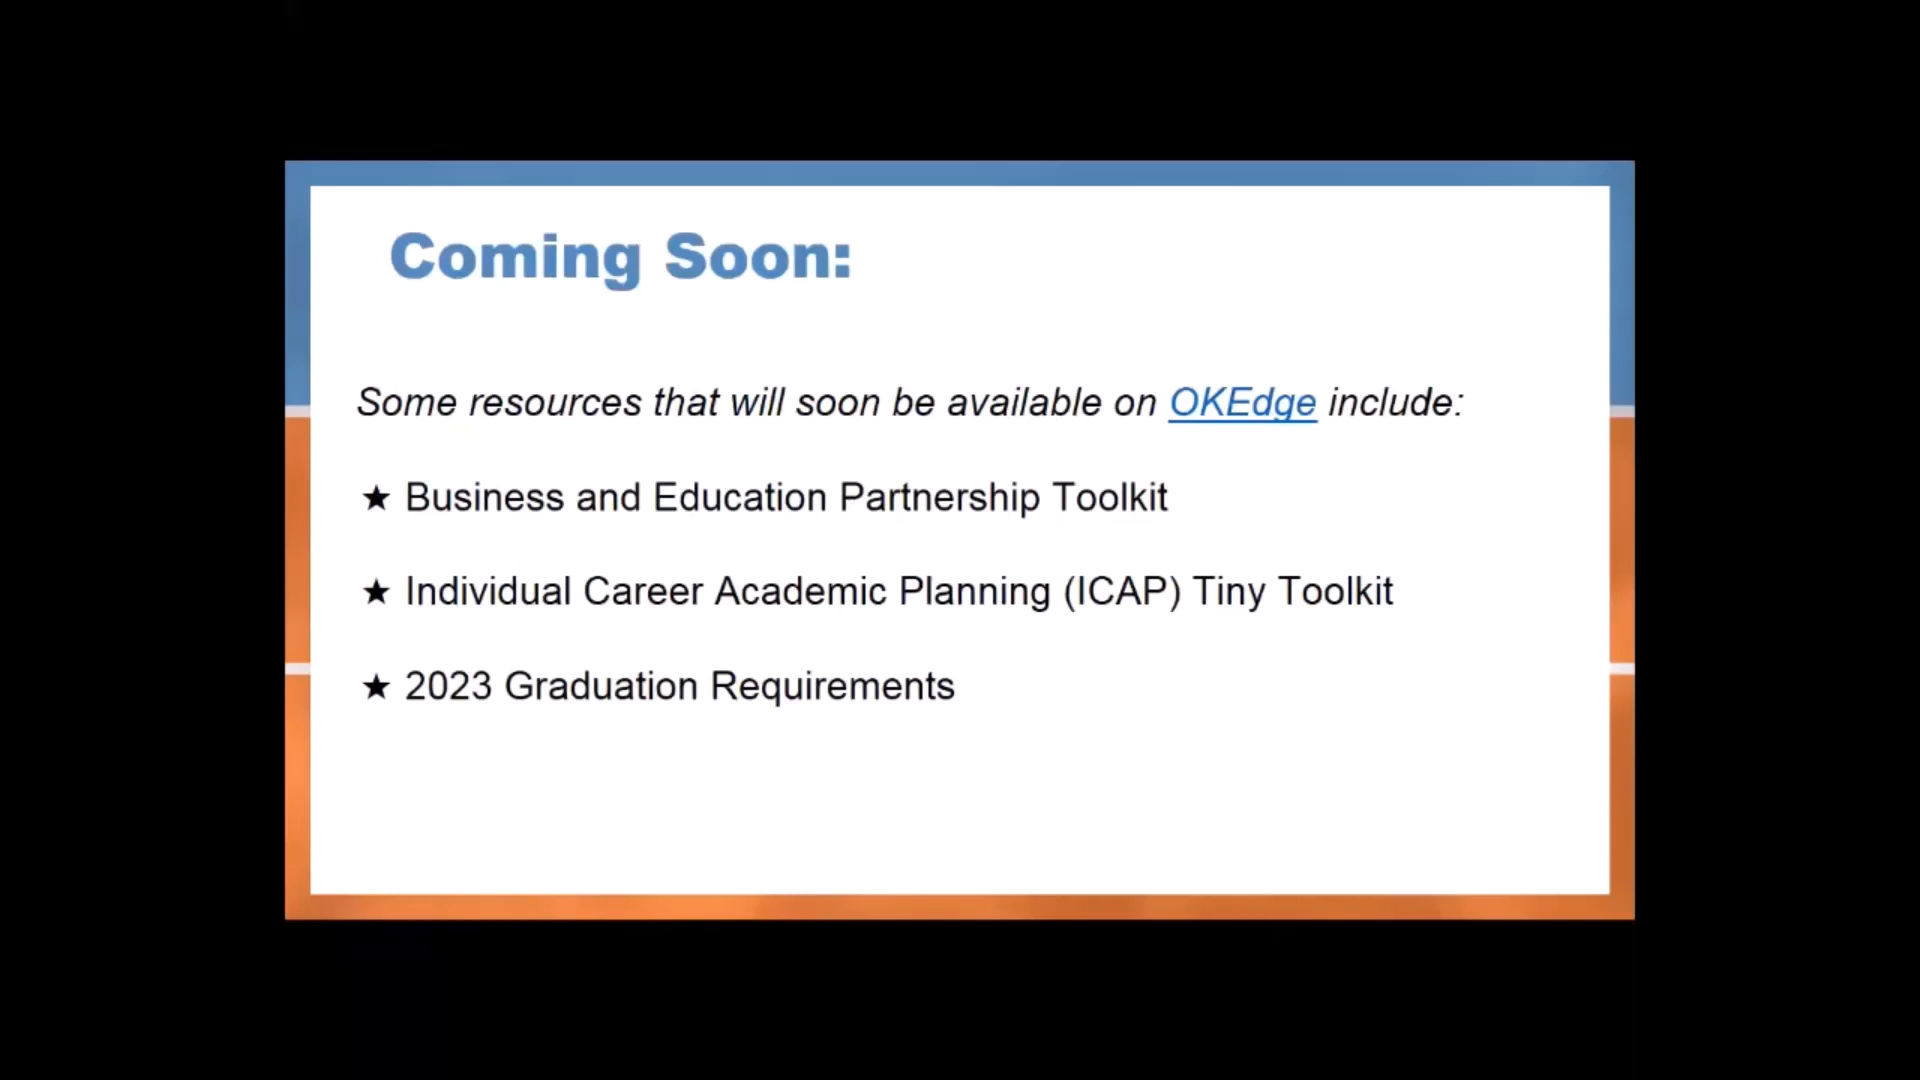 Coming Soon:
Some resources that will soon be available on OKEdge include:
★ Business and Education Partnership Toolkit
★ Individual Career Academic Planning (ICAP) Tiny Toolkit
★ 2023 Graduation Requirements